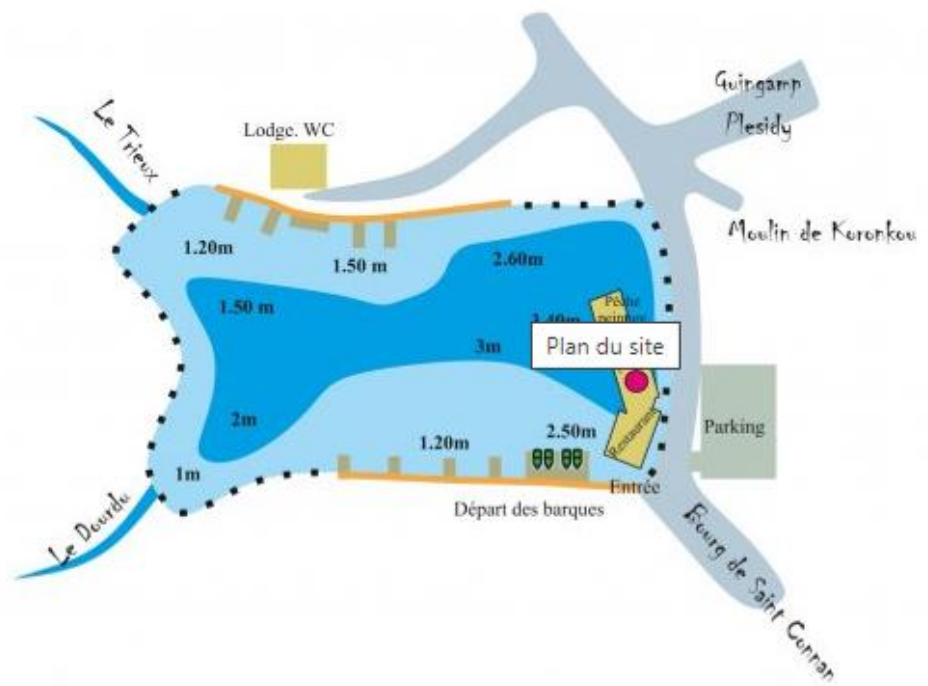 Guingamp
Plesidy
Le Trieux
Lodge. WC
Moulin de Koronkou
1.20m
1.50 m
2.60m
1.50 m
Pêche
3m
Plan du site
2m
1.20m
2.50m
Restaurant
Parking
1m
Entrée
Départ des barques
Le Dourdu
Bourg de Saint Connan